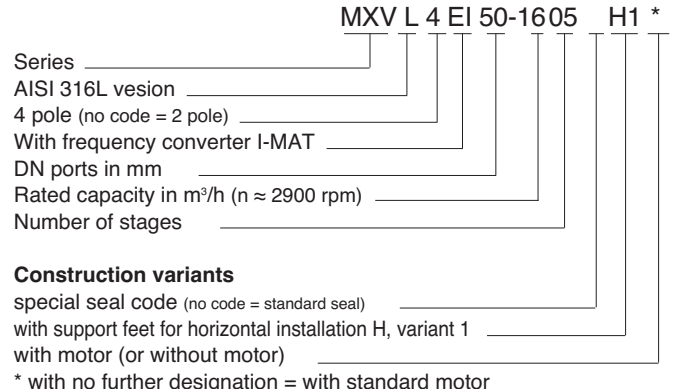 MXV L 4 EI 50-16 05 H1 *
Series
AISI 316L vesion
4 pole (no code = 2 pole)
With frequency converter I-MAT
DN ports in mm
Rated capacity in m³/h (n ≈ 2900 rpm)
Number of stages
Construction variants
special seal code (no code = standard seal)
with support feet for horizontal installation H, variant 1
with motor (or without motor)
* with no further designation = with standard motor